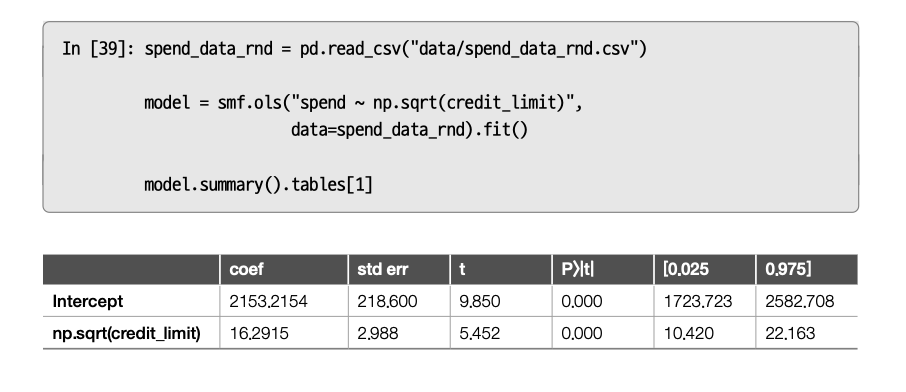 In [39]: spend_data_rnd = pd.read_csv("data/spend_data_rnd.csv")
model = smf.ols("spend ~ np.sqrt(credit_limit)",
data=spend_data_rnd).fit()
model.summary().tables[1]
coef std err t P>|t| [0.025 0.975]
Intercept 2153.2154 218.600 9.850 0.000 1723.723 2582.708
np.sqrt(credit_limit) 16.2915 2.988 5.452 0.000 10.420 22.163